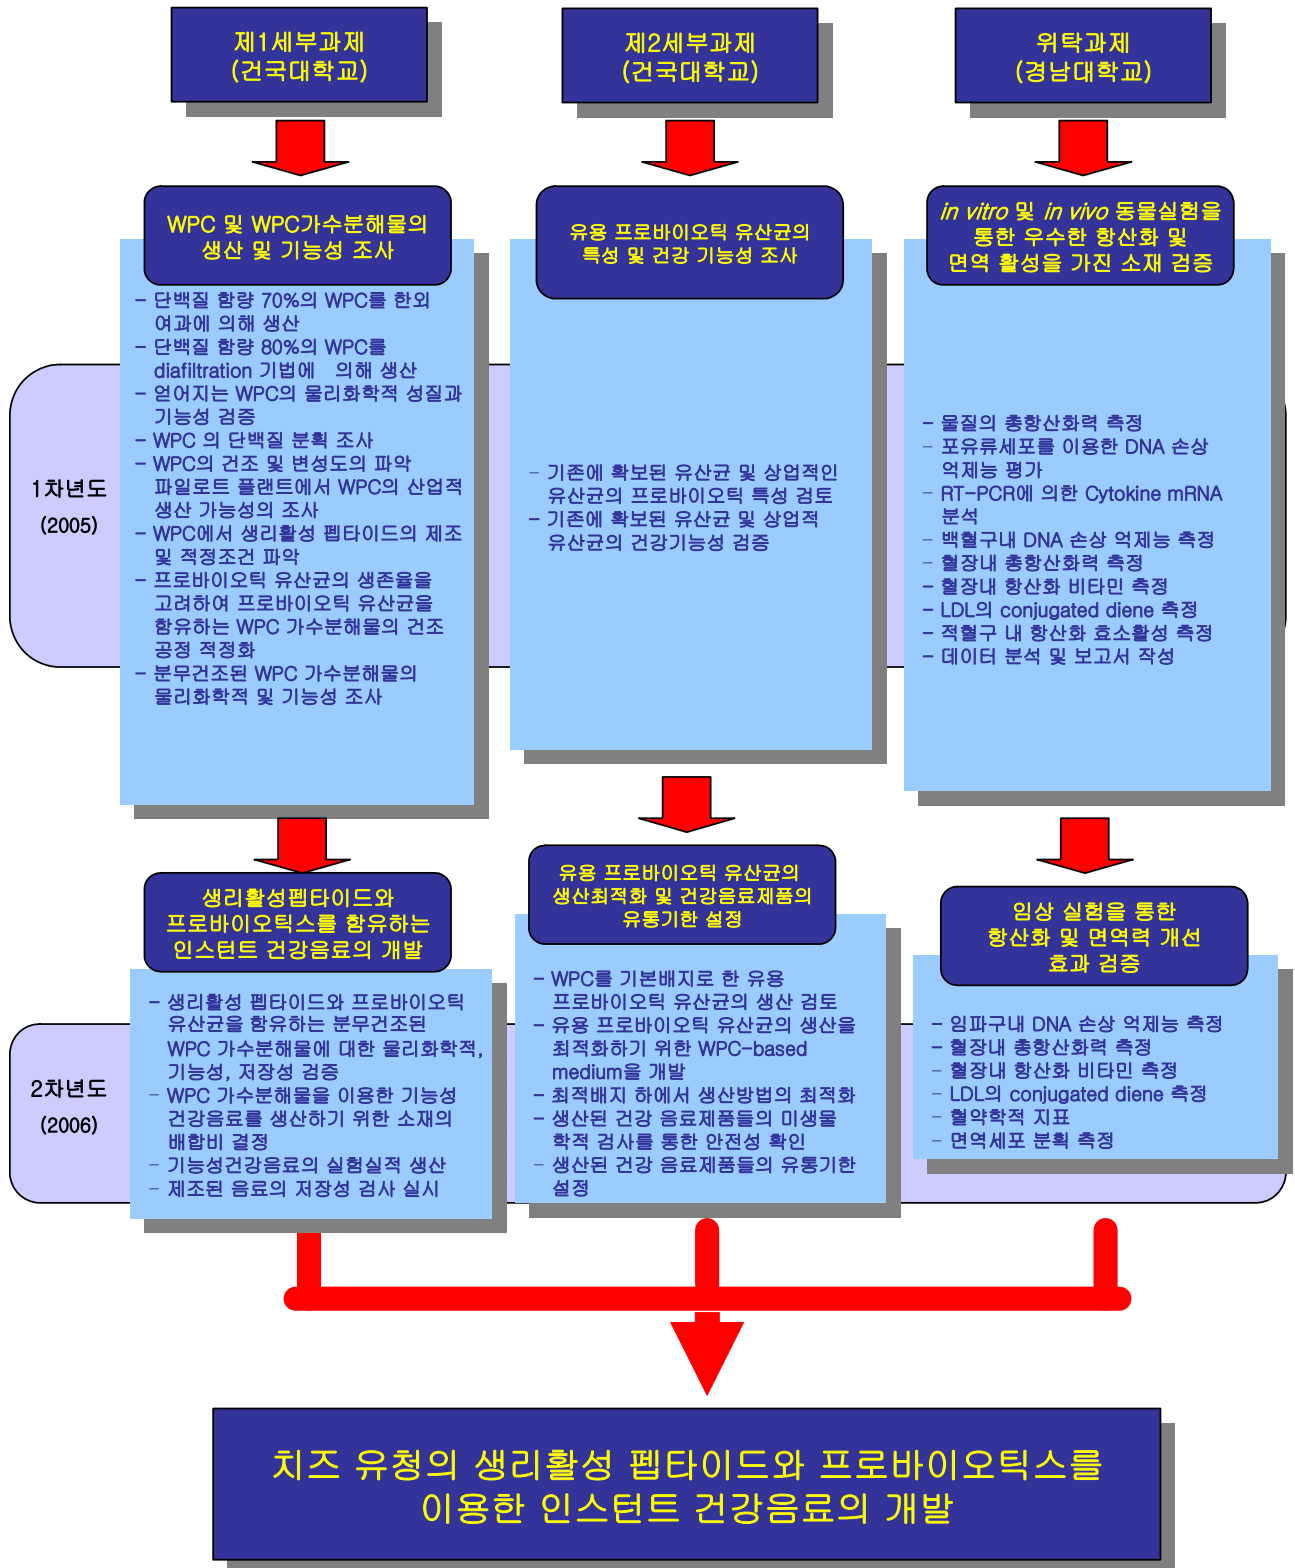 제1세부과제
(건국대학교)
제2세부과제
(건국대학교)
위탁과제
(경남대학교)
WPC 및 WPC가수분해물의
생산 및 기능성 조사
- 단백질 함량 70%의 WPC를 한외
여과에 의해 생산
- 단백질 함량 80%의 WPC를
diafiltration 기법에 의해 생산
- 얻어지는 WPC의 물리화학적 성질과
기능성 검증
- WPC 의 단백질 분획 조사
- WPC의 건조 및 변성도의 파악
파일로트 플랜트에서 WPC의 산업적
생산 가능성의 조사
- WPC에서 생리활성 펩타이드의 제조
및 적정조건 파악
- 프로바이오틱 유산균의 생존율을
고려하여 프로바이오틱 유산균을
함유하는 WPC 가수분해물의 건조
공정 적정화
- 분무건조된 WPC 가수분해물의
물리화학적 및 기능성 조사
유용 프로바이오틱 유산균의
특성 및 건강 기능성 조사
- 기존에 확보된 유산균 및 상업적인
유산균의 프로바이오틱 특성 검토
- 기존에 확보된 유산균 및 상업적
유산균의 건강기능성 검증
in vitro 및 in vivo 동물실험을
통한 우수한 항산화 및
면역 활성을 가진 소재 검증
- 물질의 총항산화력 측정
- 포유류세포를 이용한 DNA 손상
억제능 평가
- RT-PCR에 의한 Cytokine mRNA
분석
- 백혈구내 DNA 손상 억제능 측정
- 혈장내 총항산화력 측정
- 혈장내 항산화 비타민 측정
- LDL의 conjugated diene 측정
- 적혈구 내 항산화 효소활성 측정
- 데이터 분석 및 보고서 작성
1차년도
(2005)
생리활성펩타이드와
프로바이오틱스를 함유하는
인스턴트 건강음료의 개발
- 생리활성 펩타이드와 프로바이오틱
유산균을 함유하는 분무건조된
WPC 가수분해물에 대한 물리화학적,
기능성, 저장성 검증
- WPC 가수분해물을 이용한 기능성
건강음료를 생산하기 위한 소재의
배합비 결정
- 기능성건강음료의 실험실적 생산
- 제조된 음료의 저장성 검사 실시
유용 프로바이오틱 유산균의
생산최적화 및 건강음료제품의
유통기한 설정
- WPC를 기본배지로 한 유용
프로바이오틱 유산균의 생산 검토
- 유용 프로바이오틱 유산균의 생산을
최적화하기 위한 WPC-based
medium을 개발
- 최적배지 하에서 생산방법의 최적화
- 생산된 건강 음료제품들의 미생물
학적 검사를 통한 안전성 확인
- 생산된 건강 음료제품들의 유통기한
설정
임상 실험을 통한
항산화 및 면역력 개선
효과 검증
- 임파구내 DNA 손상 억제능 측정
- 혈장내 총항산화력 측정
- 혈장내 항산화 비타민 측정
- LDL의 conjugated diene 측정
- 혈약학적 지표
- 면역세포 분획 측정
2차년도
(2006)
치즈 유청의 생리활성 펩타이드와 프로바이오틱스를
이용한 인스턴트 건강음료의 개발